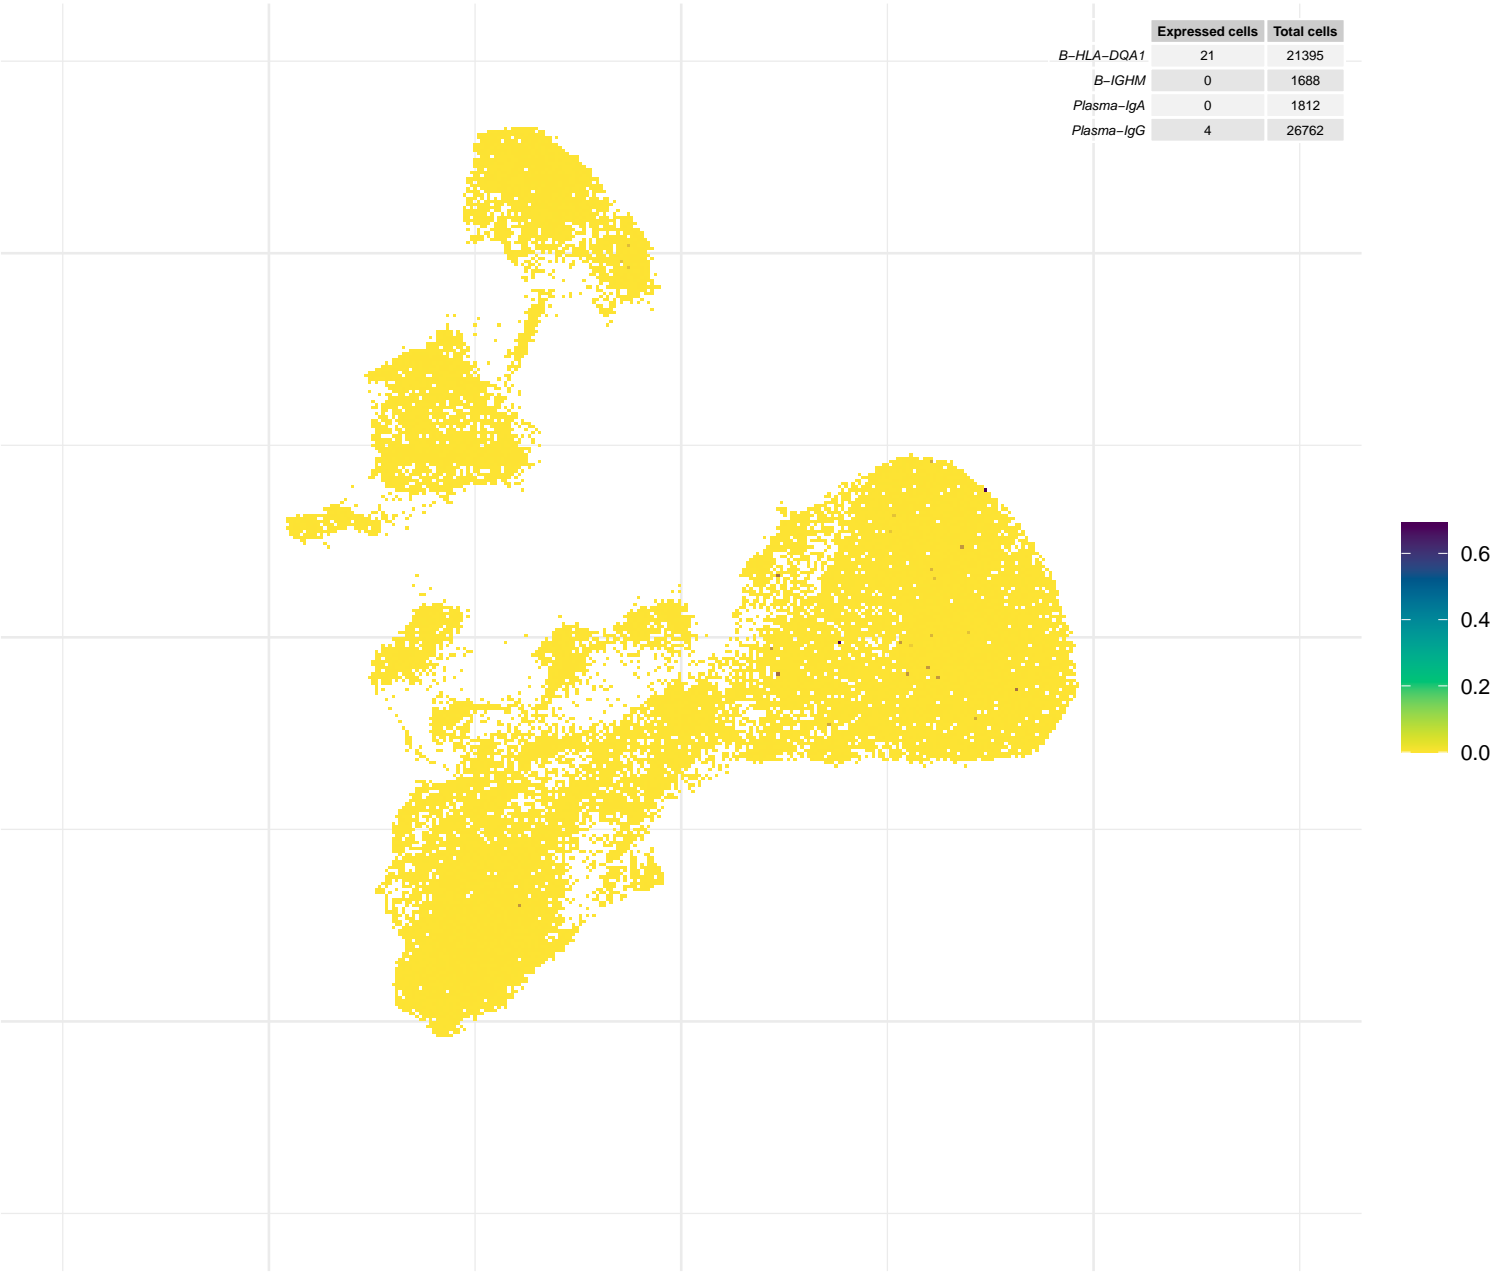 Expressed cells Total cells
B−HLA−DQA1 21 21395
B−IGHM 0 1688
Plasma−IgA 0 1812
Plasma−IgG 4 26762
0.6
0.4
0.2
0.0